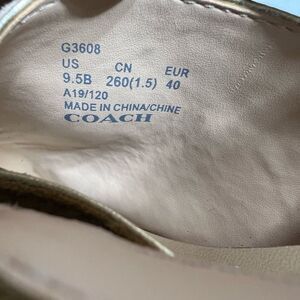 G3608
US CN EUR
9.5B 260(1.5) 40
A19/120
MADE IN CHINA/CHINE
COACH